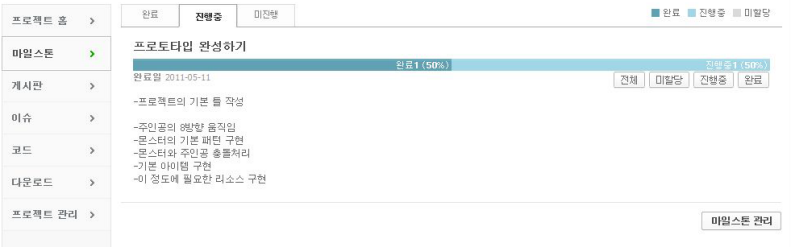 프로젝트 홈
마일스톤
게시판
이슈
코드
다운로드
프로젝트 관리
완료 진행중 미진행
완료 진행중 미할당
프로토타입 완성하기
완료1 (50%) 진행중1 (50%)
완료일 2011-05-11
전체 미할당 진행중 완료
-프로젝트의 기본 틀 작성
-주인공의 8방향 움직임
-몬스터의 기본 패턴 구현
-몬스터와 주인공 충돌처리
-기본 아이템 구현
-이 정도에 필요한 리소스 구현
마일스톤 관리